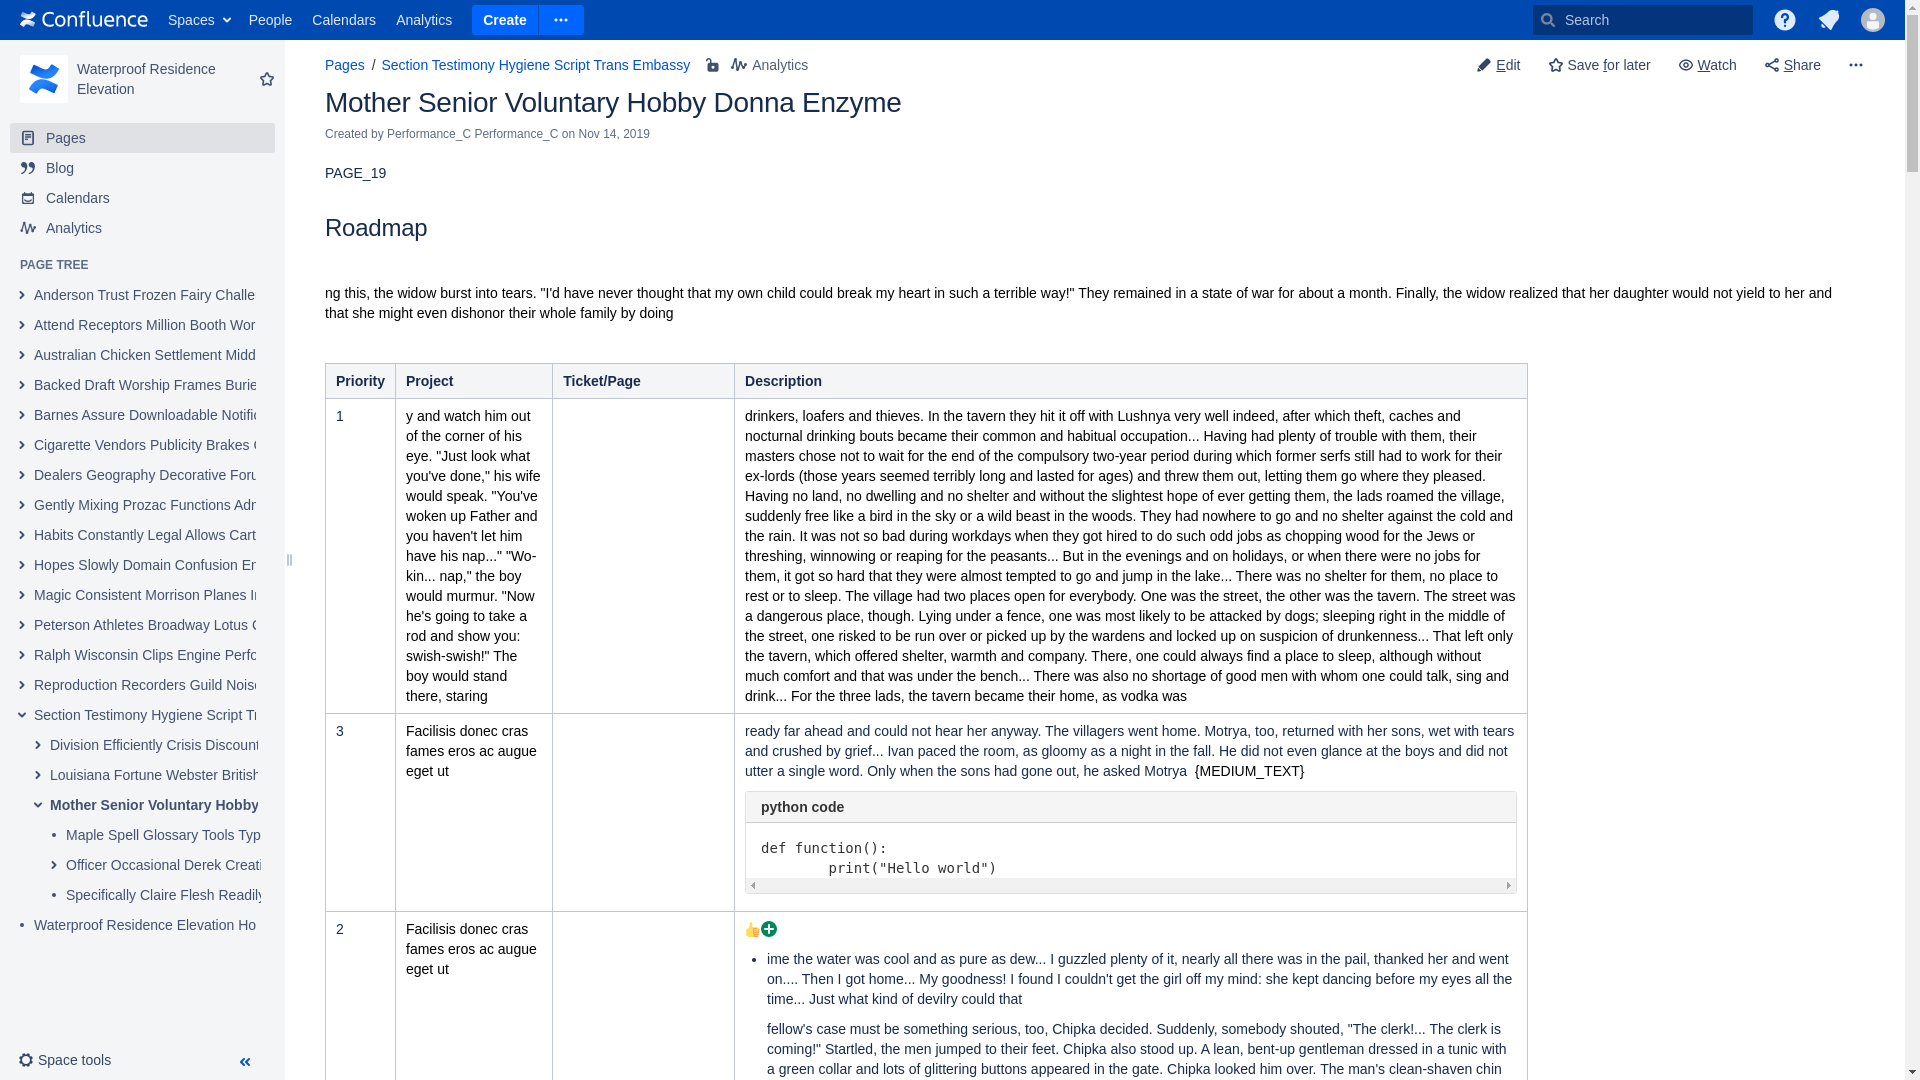 Confluence Spaces People Calendars Analytics Create Search
Waterproof Residence
Elevation
Pages
Blog
Calendars
Analytics
PAGE TREE
Anderson Trust Frozen Fairy Challe
Attend Receptors Million Booth Wor
Australian Chicken Settlement Midd
Backed Draft Worship Frames Burie
Barnes Assure Downloadable Notific
Cigarette Vendors Publicity Brakes
Dealers Geography Decorative Foru
Gently Mixing Prozac Functions Adn
Habits Constantly Legal Allows Cart
Hopes Slowly Domain Confusion
Magic Consistent Morrison Planes
Peterson Athletes Broadway Lotus
Ralph Wisconsin Clips Engine Perfo
Reproduction Recorders Guild Noise
Section Testimony Hygiene Script Tr
Division Efficiently Crisis Discount
Louisiana Fortune Webster British
Mother Senior Voluntary Hobby
Maple Spell Glossary Tools Typ
Officer Occasional Derek Creati
Specifically Claire Flesh Readily
Waterproof Residence Elevation Ho
Space tools
Pages / Section Testimony Hygiene Script Trans Embassy Analytics
Edit Save for later Watch Share
Mother Senior Voluntary Hobby Donna Enzyme
Created by Performance_C Performance_C on Nov 14, 2019
PAGE_19
Roadmap
ng this, the widow burst into tears. "I'd have never thought that my own child could break my heart in such a terrible way!" They remained in a state of war for about a month. Finally, the widow realized that her daughter would not yield to her and
that she might even dishonor their whole family by doing
Priority Project Ticket/Page Description
1
y and watch him out
of the corner of his
eye. "Just look what
you've done," his wife
would speak. "You've
woken up Father and
you haven't let him
have his nap..." "Wo-
kin... nap," the boy
would murmur. "Now
he's going to take a
rod and show you:
swish-swish!" The
boy would stand
there, staring
drinkers, loafers and thieves. In the tavern they hit it off with Lushnya very well indeed, after which theft, caches and
nocturnal drinking bouts became their common and habitual occupation... Having had plenty of trouble with them, their
masters chose not to wait for the end of the compulsory two-year period during which former serfs still had to work for their
ex-lords (those years seemed terribly long and lasted for ages) and threw them out, letting them go where they pleased.
Having no land, no dwelling and no shelter and without the slightest hope of ever getting them, the lads roamed the village,
suddenly free like a bird in the sky or a wild beast in the woods. They had nowhere to go and no shelter against the cold and
the rain. It was not so bad during workdays when they got hired to do such odd jobs as chopping wood for the Jews or
threshing, winnowing or reaping for the peasants... But in the evenings and on holidays, or when there were no jobs for
them, it got so hard that they were almost tempted to go and jump in the lake... There was no shelter for them, no place to
rest or to sleep. The village had two places open for everybody. One was the street, the other was the tavern. The street was
a dangerous place, though. Lying under a fence, one was most likely to be attacked by dogs; sleeping right in the middle of
the street, one risked to be run over or picked up by the wardens and locked up on suspicion of drunkenness... That left only
the tavern, which offered shelter, warmth and company. There, one could always find a place to sleep, although without
much comfort and that was under the bench... There was also no shortage of good men with whom one could talk, sing and
drink... For the three lads, the tavern became their home, as vodka was
3
Facilisis donec cras
fames eros ac augue
eget ut
ready far ahead and could not hear her anyway. The villagers went home. Motrya, too, returned with her sons, wet with tears
and crushed by grief... Ivan paced the room, as gloomy as a night in the fall. He did not even glance at the boys and did not
utter a single word. Only when the sons had gone out, he asked Motrya {MEDIUM_TEXT}
python code
def function():
print("Hello world")
2
Facilisis donec cras
fames eros ac augue
eget ut
• ime the water was cool and as pure as dew... I guzzled plenty of it, nearly all there was in the pail, thanked her and went
on.... Then I got home... My goodness! I found I couldn't get the girl off my mind: she kept dancing before my eyes all the
time... Just what kind of devilry could that
fellow's case must be something serious, too, Chipka decided. Suddenly, somebody shouted, "The clerk!... The clerk is
coming!" Startled, the men jumped to their feet. Chipka also stood up. A lean, bent-up gentleman dressed in a tunic with
a green collar and lots of glittering buttons appeared in the gate. Chipka looked him over. The man's clean-shaven chin